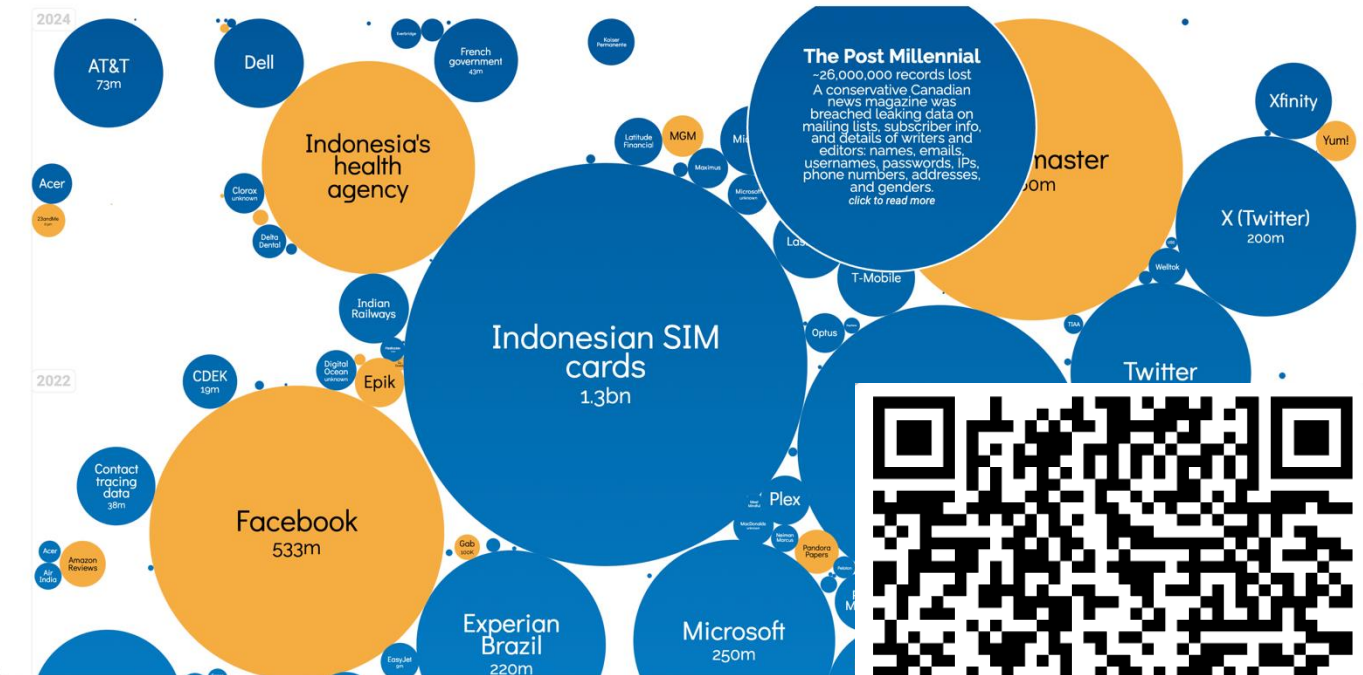 2024
AT&T
73m
Dell
French
government
43m
Kaiser
Permanente
The Post Millennial
~26,000,000 records lost
A conservative Canadian
news magazine was
breached leaking data on
mailing lists, subscriber info,
and details of writers and
editors: names, emails,
usernames, passwords, IPs,
phone numbers, addresses,
and genders.
click to read more
master
Xfinity
Yum!
Indonesia's
health
agency
Latitude
Financial
MGM
Maximus
Microsoft
unknown
Acer
Clorox
unknown
Delta
Dental
Las
T-Mobile
X (Twitter)
200m
Welltok
TIAA
Indian
Railways
Optus
Indonesian SIM
cards
1.3bn
2022
CDEK
19m
Digital
Ocean
unknown
Epik
Twitter
Contact
tracing
data
38m
Facebook
533m
Plex
Neiman
Marcus
Pandora
Papers
Gab
Acer
Air
India
Amazon
Reviews
Experian
Brazil
220m
Microsoft
250m
EasyJet